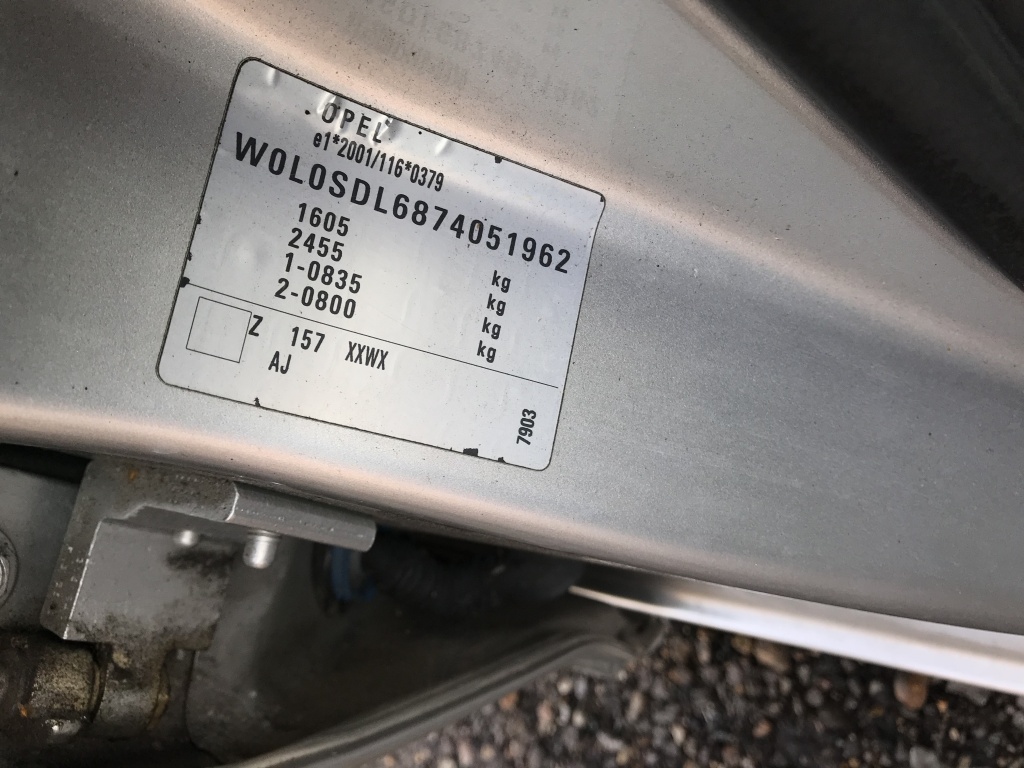 OPEL
e1*2001/116*0379
W0L0SDL6874051962
1605 kg
2455 kg
1-0835 kg
2-0800 kg
Z 157 XXWX
AJ
7903